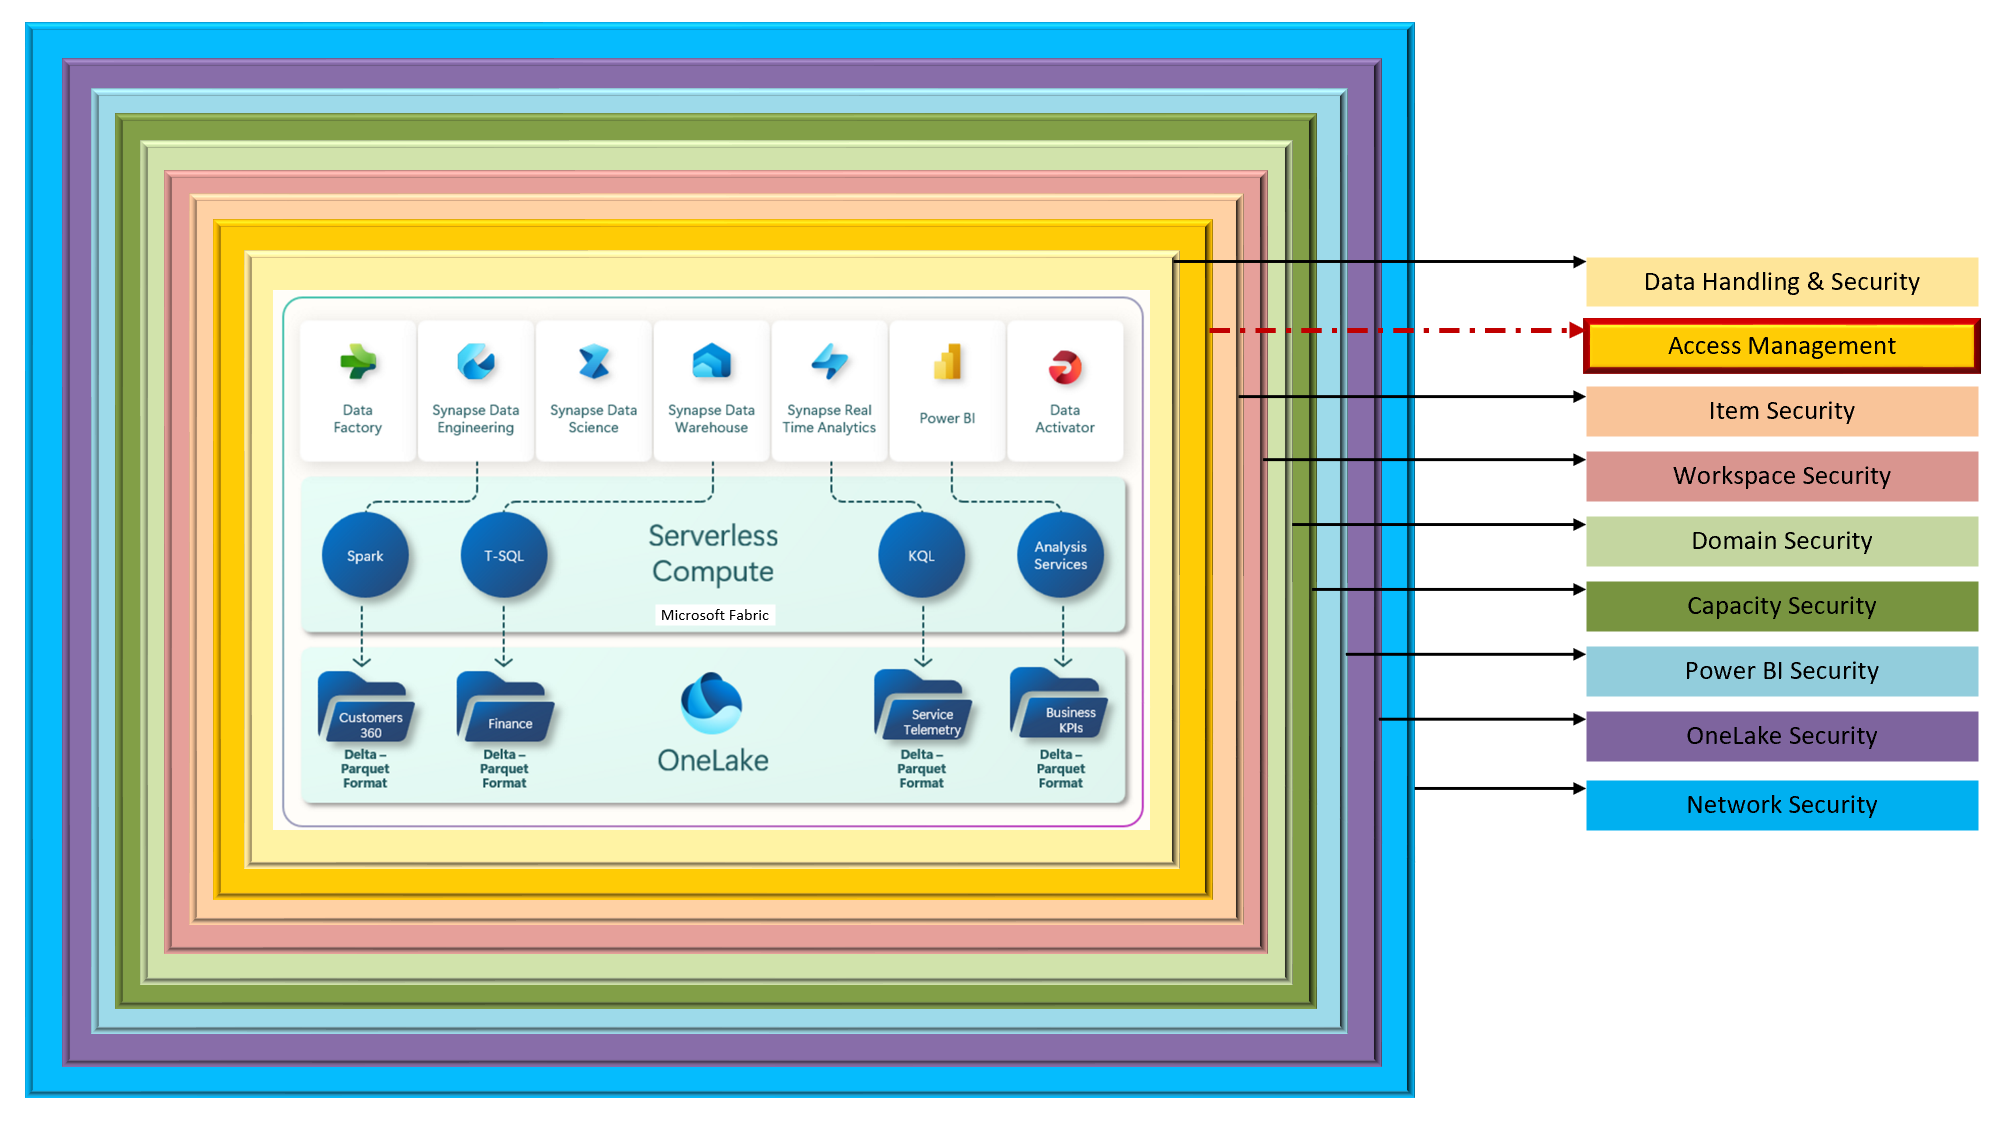 Data
Factory
Synapse Data
Engineering
Synapse Data
Science
Synapse Data
Warehouse
Synapse Real
Time Analytics
Power BI
Data
Activator
Spark
T-SQL
Serverless
Compute
Microsoft Fabric
KQL
Analysis
Services
Customers
360
Delta –
Parquet
Format
Finance
Delta –
Parquet
Format
OneLake
Service
Telemetry
Delta –
Parquet
Format
Business
KPIs
Delta –
Parquet
Format
Data Handling & Security
Access Management
Item Security
Workspace Security
Domain Security
Capacity Security
Power BI Security
OneLake Security
Network Security